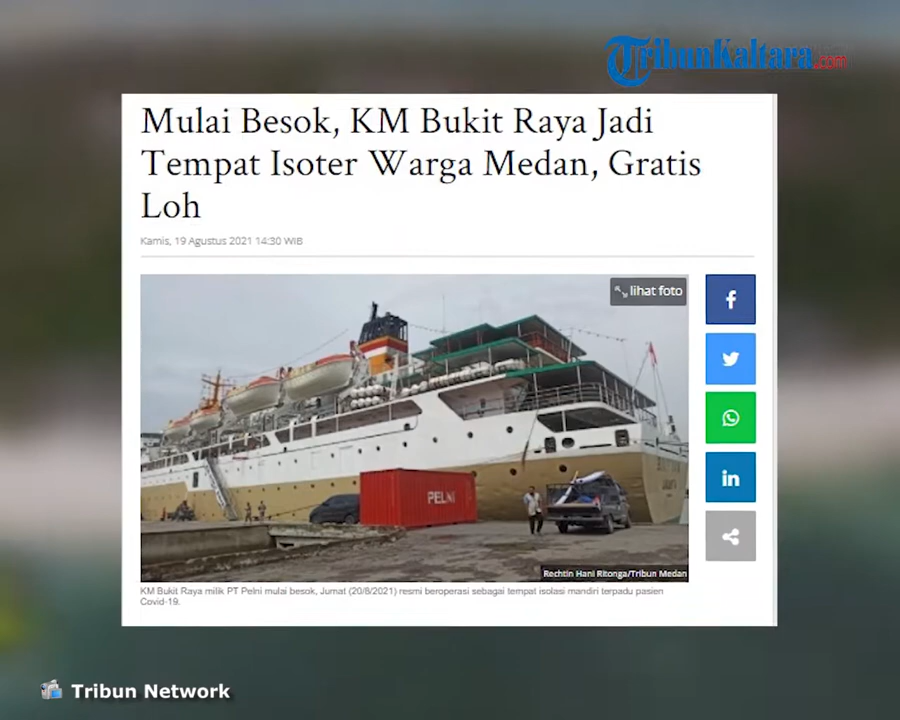 TribunKaltara.com
Mulai Besok, KM Bukit Raya Jadi
Tempat Isoter Warga Medan, Gratis
Loh
Kamis, 19 Agustus 2021 14:30 WIB
lihat foto
PELNI
Rechtin Hani Ritonga/Tribun Medan
KM Bukit Raya milik PT Pelni mulai besok, Jumat (20/8/2021) resmi beroperasi sebagai tempat isolasi mandiri terpadu pasien
Covid-19.
Tribun Network